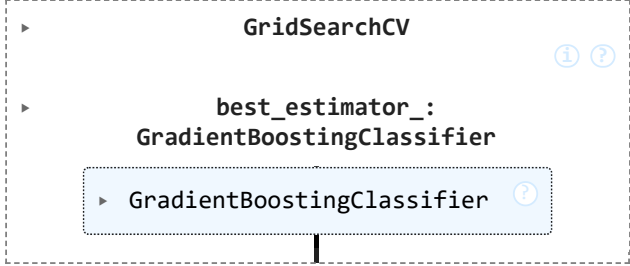 GridSearchCV
i ?
best_estimator_:
GradientBoostingClassifier
GradientBoostingClassifier ?